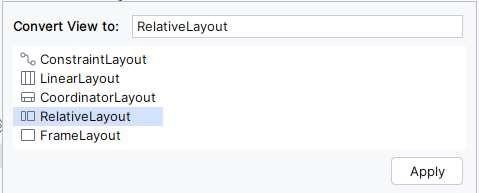 Convert View to: RelativeLayout
ConstraintLayout
LinearLayout
CoordinatorLayout
RelativeLayout
FrameLayout
Apply